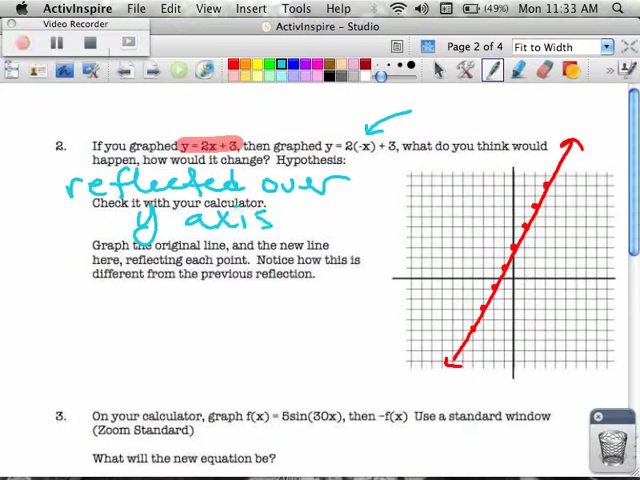 ActivInspire File Edit View Insert Tools (49%) Mon 11:33 AM
Video Recorder
ActivInspire - Studio
Page 2 of 4 Fit to Width
2. If you graphed y = 2x + 3, then graphed y = 2(-x) + 3, what do you think would
happen, how would it change? Hypothesis:
reflected over
Check it with your calculator.
y axis
Graph the original line, and the new line
here, reflecting each point. Notice how this is
different from the previous reflection.
3. On your calculator, graph f(x) = 5sin(30x), then -f(x) Use a standard window
(Zoom Standard)
What will the new equation be?